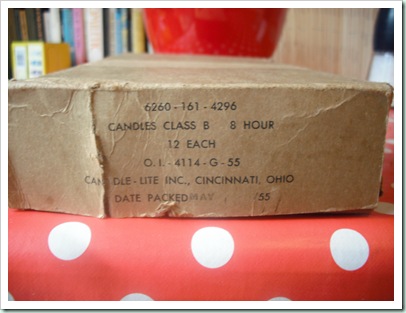 6260-161-4296
CANDLES CLASS B 8 HOUR
12 EACH
O.I.-4114-G-55
CANDLE-LITE INC., CINCINNATI, OHIO
DATE PACKED MAY /55